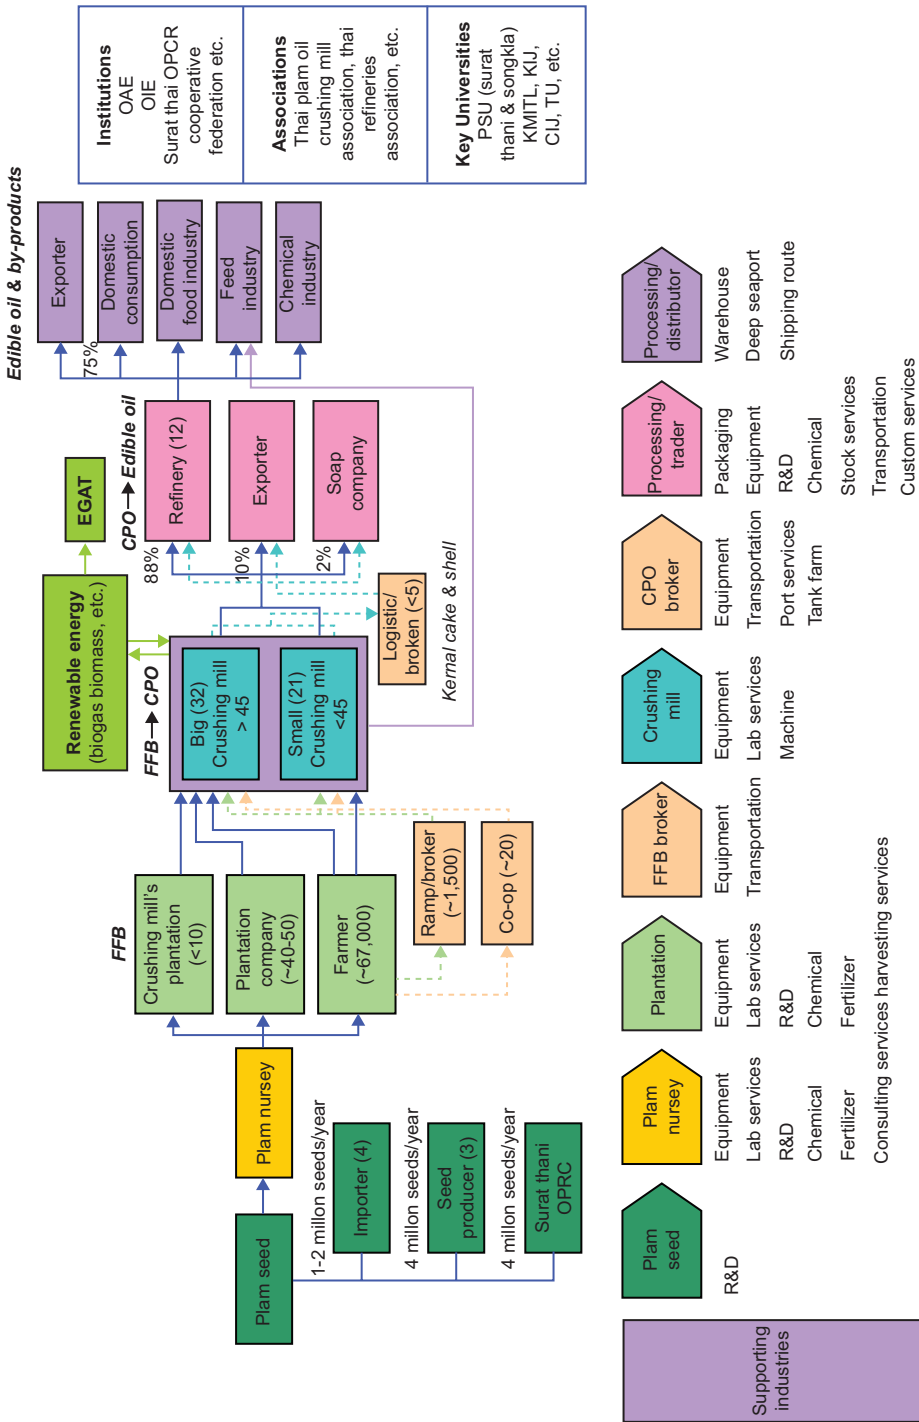 Plam seed
1-2 millon seeds/year
Importer (4)
4 millon seeds/year
Seed
producer (3)
4 millon seeds/year
Surat thani
OPRC
Plam nursey
FFB
Crushing mill's
plantation
(<10)
Plantation
company
(~40-50)
Farmer
(~67,000)
Ramp/broker
(~1,500)
Co-op (~20)
Renewable energy
(biogas biomass, etc.)
EGAT
FFB → CPO
Big (32)
Crushing mill
> 45
Small (21)
Crushing mill
<45
Logistic/
broken (<5)
Kernal cake & shell
CPO → Edible oil
88%
Refinery (12)
10%
Exporter
2%
Soap
company
Edible oil & by-products
Exporter
75%
Domestic
consumption
Domestic
food industry
Feed
industry
Chemical
industry
Institutions
OAE
OIE
Surat thai OPCR
cooperative
federation etc.
Associations
Thai plam oil
crushing mill
association, thai
refineries
association, etc.
Key Universities
PSU (surat
thani & songkla)
KMITL, KIJ,
CIJ, TU, etc.
Supporting
industries
Plam
seed
R&D
Plam
nursey
Equipment
Lab services
R&D
Chemical
Fertilizer
Consulting services harvesting services
Plantation
Equipment
Lab services
R&D
Chemical
Fertilizer
FFB broker
Equipment
Transportation
Crushing
mill
Equipment
Lab services
Machine
CPO
broker
Equipment
Transportation
Port services
Tank farm
Processing/
trader
Packaging
Equipment
R&D
Chemical
Stock services
Transportation
Custom services
Processing/
distributor
Warehouse
Deep seaport
Shipping route